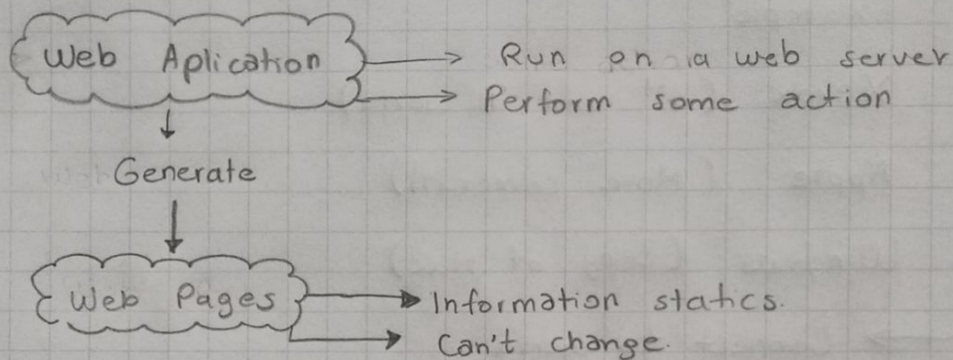 Web Aplication
Run on a web server
Perform some action
Generate
Web Pages
Information statics.
Can't change.